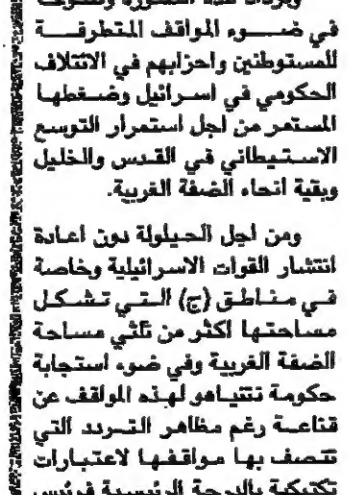 في ضوء المواقف المتطرفة
للمستوطنين واحزابهم في الائتلاف
الحكومي في اسرائيل وضغطها
المستمر من اجل استمرار التوسع
الاستيطاني في القدس والخليل
وبقية انحاء الضفة الغربية.
ومن اجل الحيلولة دون اعادة
انتشار القوات الاسرائيلية وخاصة
في مناطق (ج) التي تشكل
مساحتها اكثر من ثلثي مساحة
الضفة الغربية وفي ضوء استجابة
حكومة نتنياهو لهذه المواقف عن
قناعة رغم مظاهر التردد التي
تتصف بها مواقفها لاعتبارات
تكتيكية بالدرجة الرئيسية